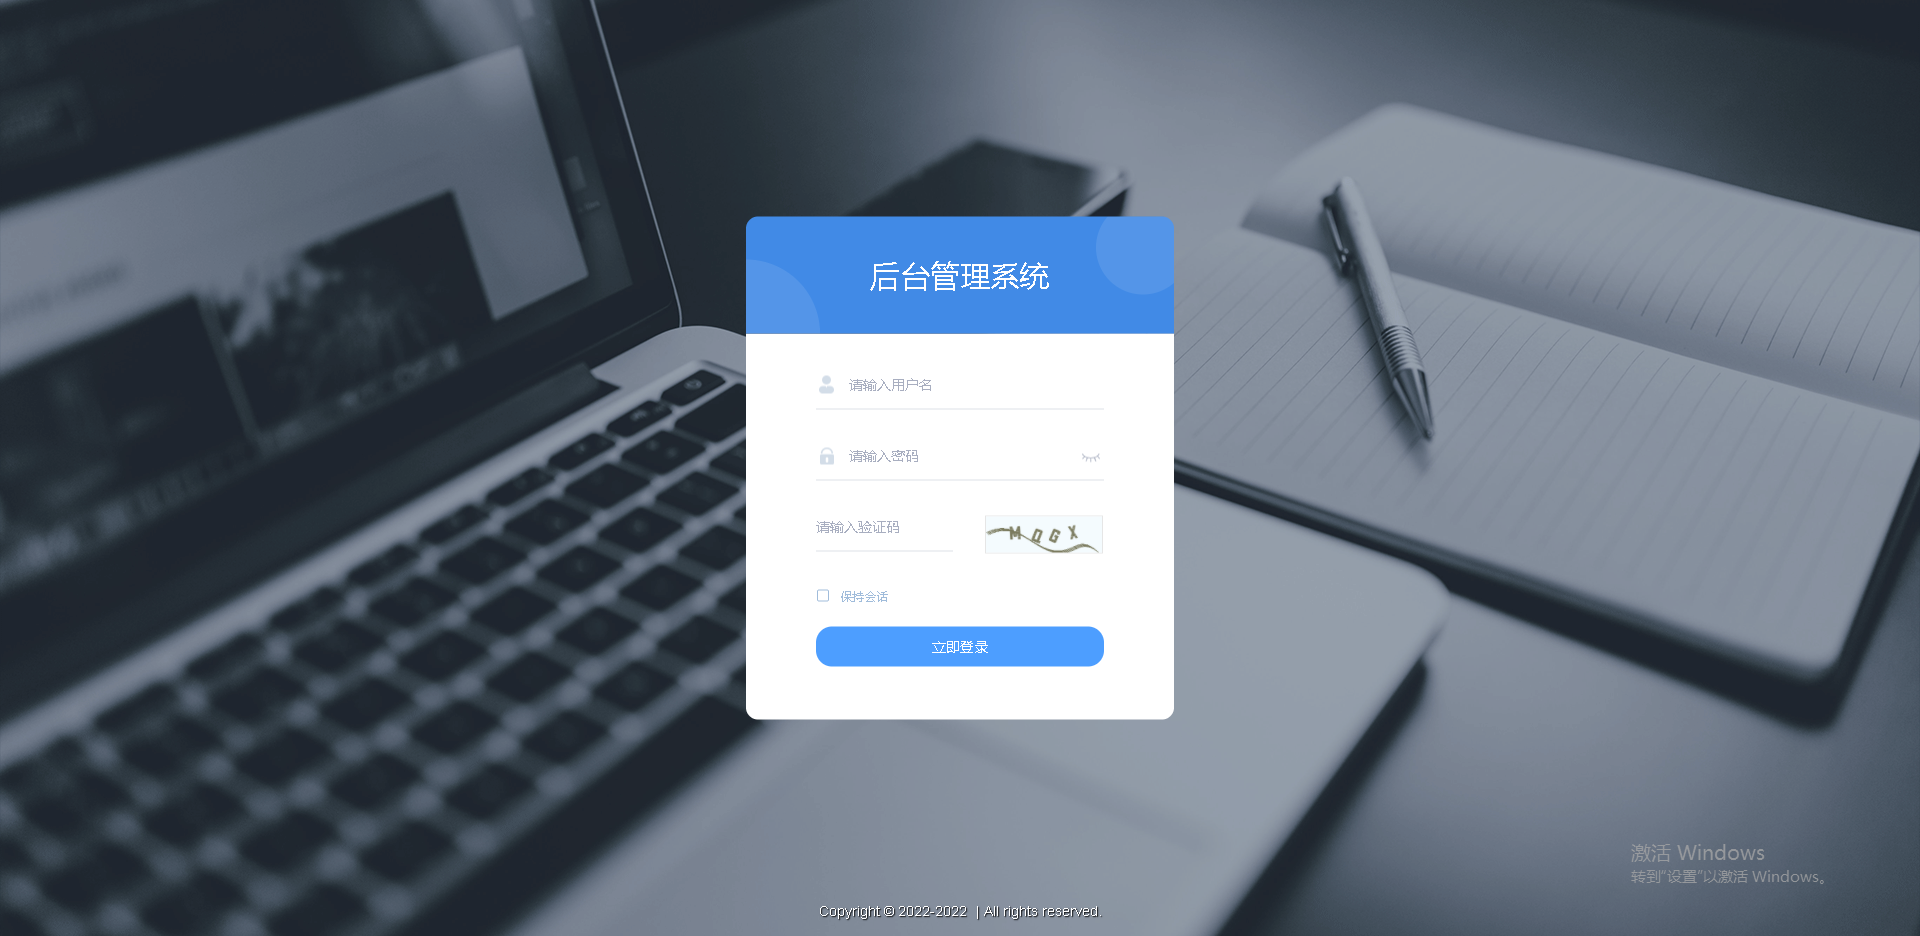 后台管理系统
请输入用户名
请输入密码
请输入验证码
MQGX
保持会话
立即登录
激活 Windows
转到“设置”以激活 Windows。
Copyright © 2022-2022 | All rights reserved.